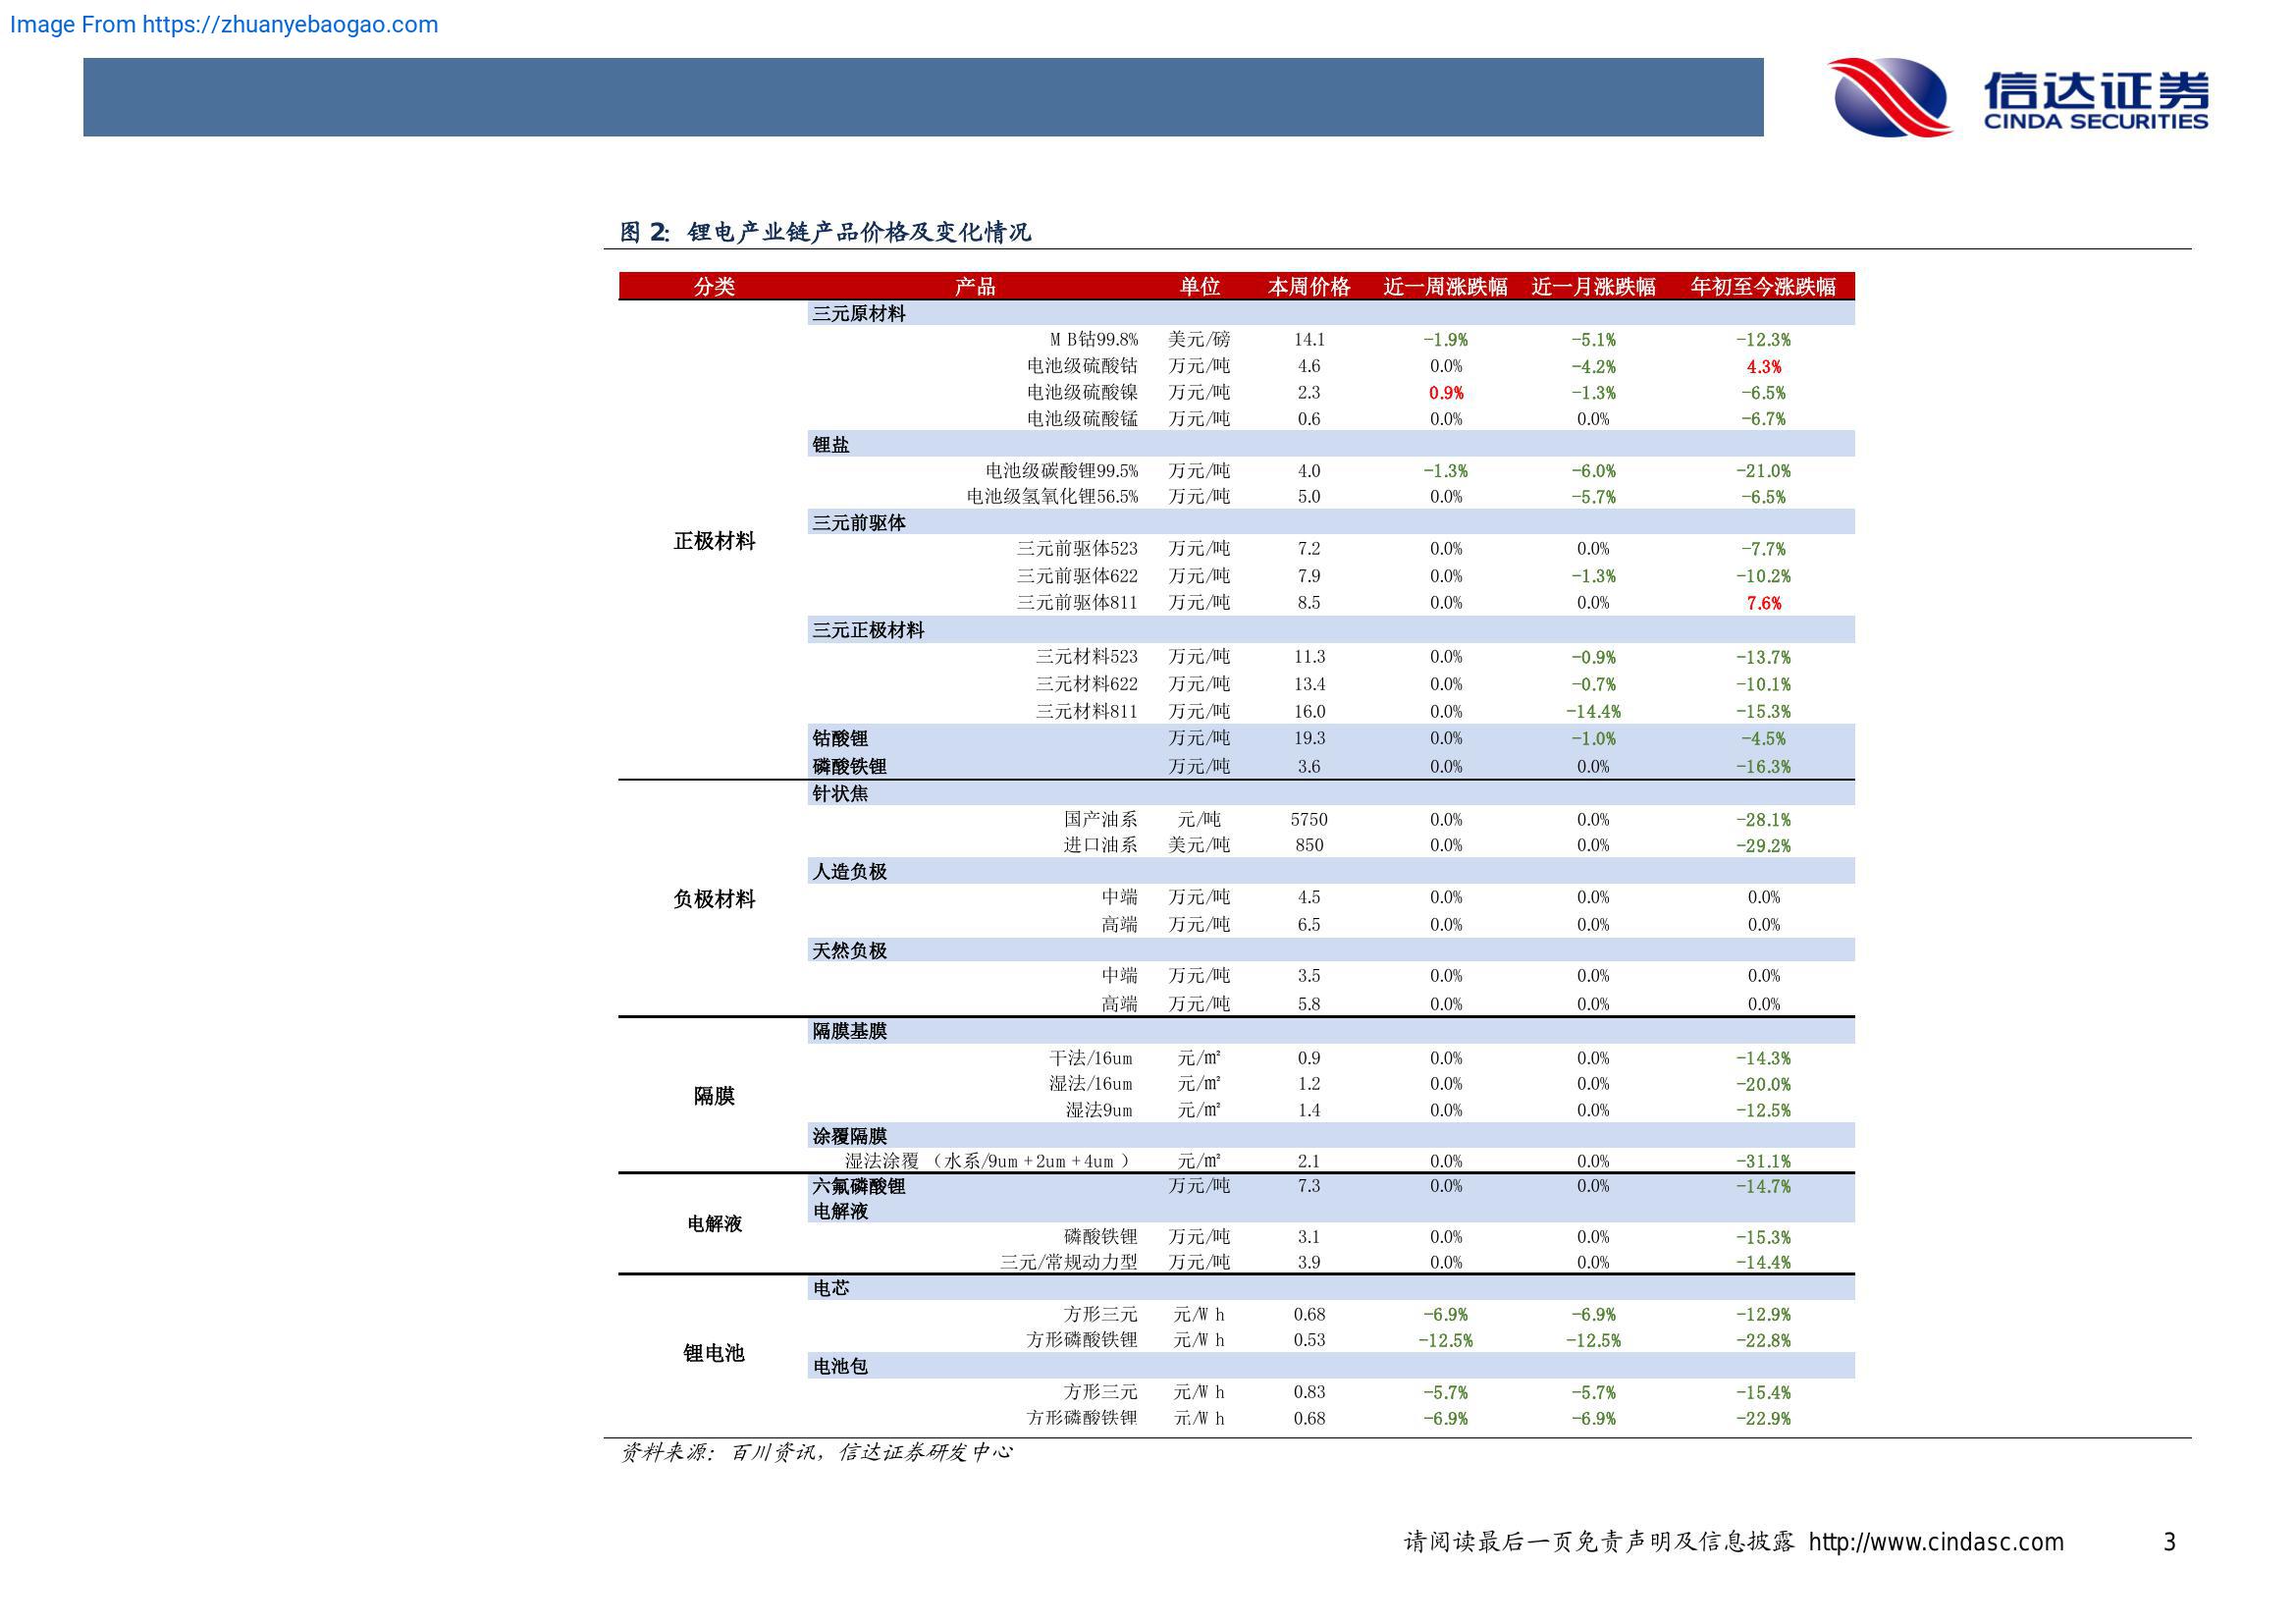 Image From https://zhuanyebaogao.com
信达证券
CINDA SECURITIES
图 2: 锂电产业链产品价格及变化情况
分类 产品 单位 本周价格 近一周涨跌幅 近一月涨跌幅 年初至今涨跌幅
正极材料
三元原材料
MB钴99.8% 美元/磅 14.1 -1.9% -5.1% -12.3%
电池级硫酸钴 万元/吨 4.6 0.0% -4.2% 4.3%
电池级硫酸镍 万元/吨 2.3 0.9% -1.3% -6.5%
电池级硫酸锰 万元/吨 0.6 0.0% 0.0% -6.7%
锂盐
电池级碳酸锂99.5% 万元/吨 4.0 -1.3% -6.0% -21.0%
电池级氢氧化锂56.5% 万元/吨 5.0 0.0% -5.7% -6.5%
三元前驱体
三元前驱体523 万元/吨 7.2 0.0% 0.0% -7.7%
三元前驱体622 万元/吨 7.9 0.0% -1.3% -10.2%
三元前驱体811 万元/吨 8.5 0.0% 0.0% 7.6%
三元正极材料
三元材料523 万元/吨 11.3 0.0% -0.9% -13.7%
三元材料622 万元/吨 13.4 0.0% -0.7% -10.1%
三元材料811 万元/吨 16.0 0.0% -14.4% -15.3%
钴酸锂 万元/吨 19.3 0.0% -1.0% -4.5%
磷酸铁锂 万元/吨 3.6 0.0% 0.0% -16.3%
负极材料
针状焦
国产油系 元/吨 5750 0.0% 0.0% -28.1%
进口油系 美元/吨 850 0.0% 0.0% -29.2%
人造负极
中端 万元/吨 4.5 0.0% 0.0% 0.0%
高端 万元/吨 6.5 0.0% 0.0% 0.0%
天然负极
中端 万元/吨 3.5 0.0% 0.0% 0.0%
高端 万元/吨 5.8 0.0% 0.0% 0.0%
隔膜
隔膜基膜
干法/16um 元/㎡ 0.9 0.0% 0.0% -14.3%
湿法/16um 元/㎡ 1.2 0.0% 0.0% -20.0%
湿法9um 元/㎡ 1.4 0.0% 0.0% -12.5%
涂覆隔膜
湿法涂覆（水系/9um+2um+4um） 元/㎡ 2.1 0.0% 0.0% -31.1%
电解液
六氟磷酸锂 万元/吨 7.3 0.0% 0.0% -14.7%
电解液
磷酸铁锂 万元/吨 3.1 0.0% 0.0% -15.3%
三元/常规动力型 万元/吨 3.9 0.0% 0.0% -14.4%
锂电池
电芯
方形三元 元/Wh 0.68 -6.9% -6.9% -12.9%
方形磷酸铁锂 元/Wh 0.53 -12.5% -12.5% -22.8%
电池包
方形三元 元/Wh 0.83 -5.7% -5.7% -15.4%
方形磷酸铁锂 元/Wh 0.68 -6.9% -6.9% -22.9%
资料来源：百川资讯，信达证券研发中心
请阅读最后一页免责声明及信息披露 http://www.cindasc.com 3